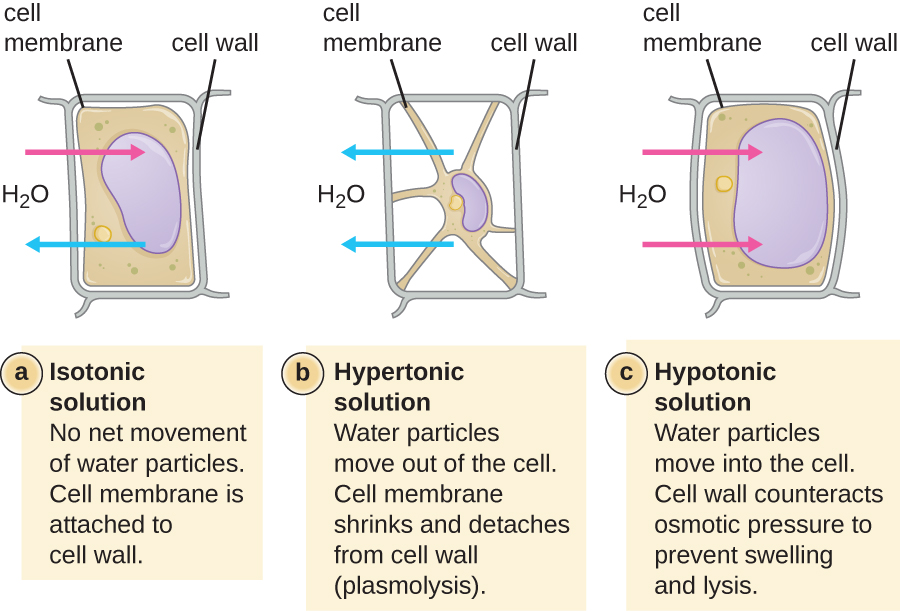 cell
membrane
cell wall
H₂O
cell
membrane
cell wall
H₂O
cell
membrane
cell wall
H₂O
a Isotonic
solution
No net movement
of water particles.
Cell membrane is
attached to
cell wall.
b Hypertonic
solution
Water particles
move out of the cell.
Cell membrane
shrinks and detaches
from cell wall
(plasmolysis).
c Hypotonic
solution
Water particles
move into the cell.
Cell wall counteracts
osmotic pressure to
prevent swelling
and lysis.